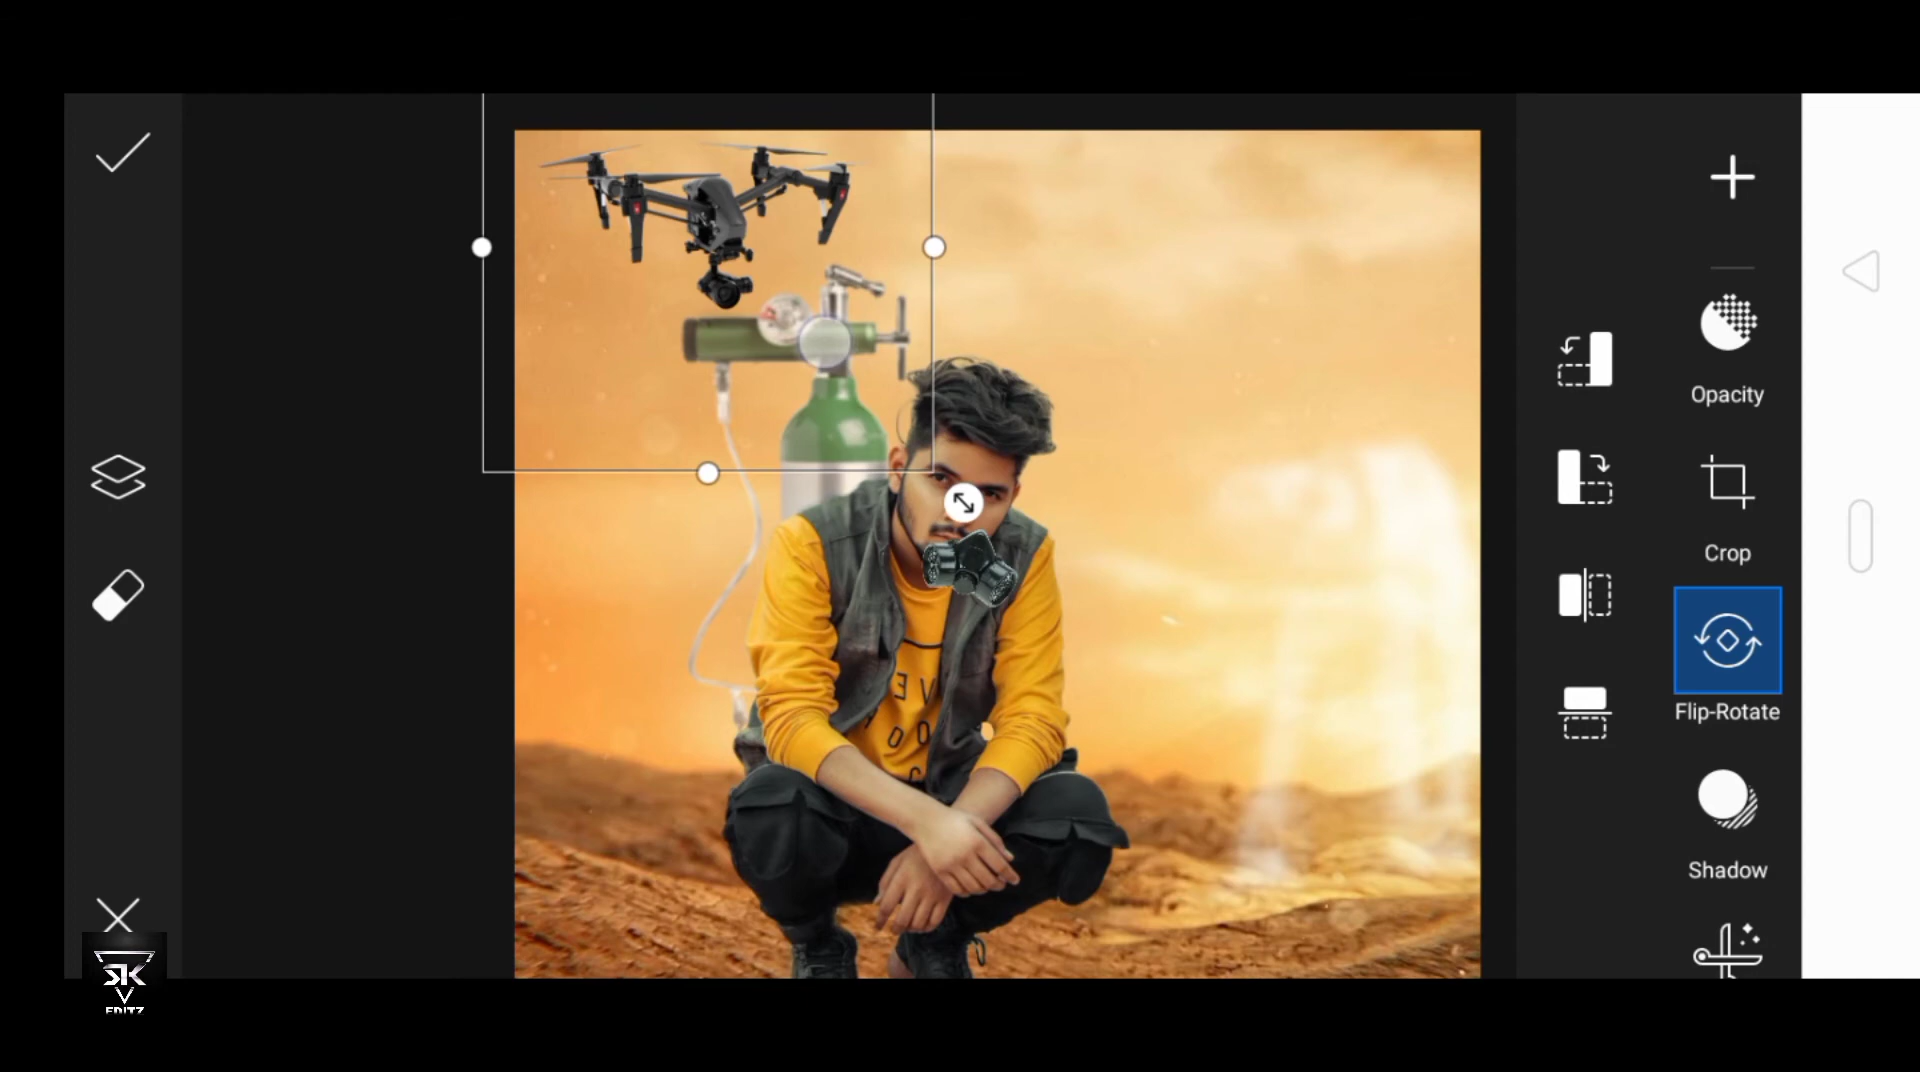 Opacity
Crop
Flip-Rotate
Shadow
SK
EDITZ